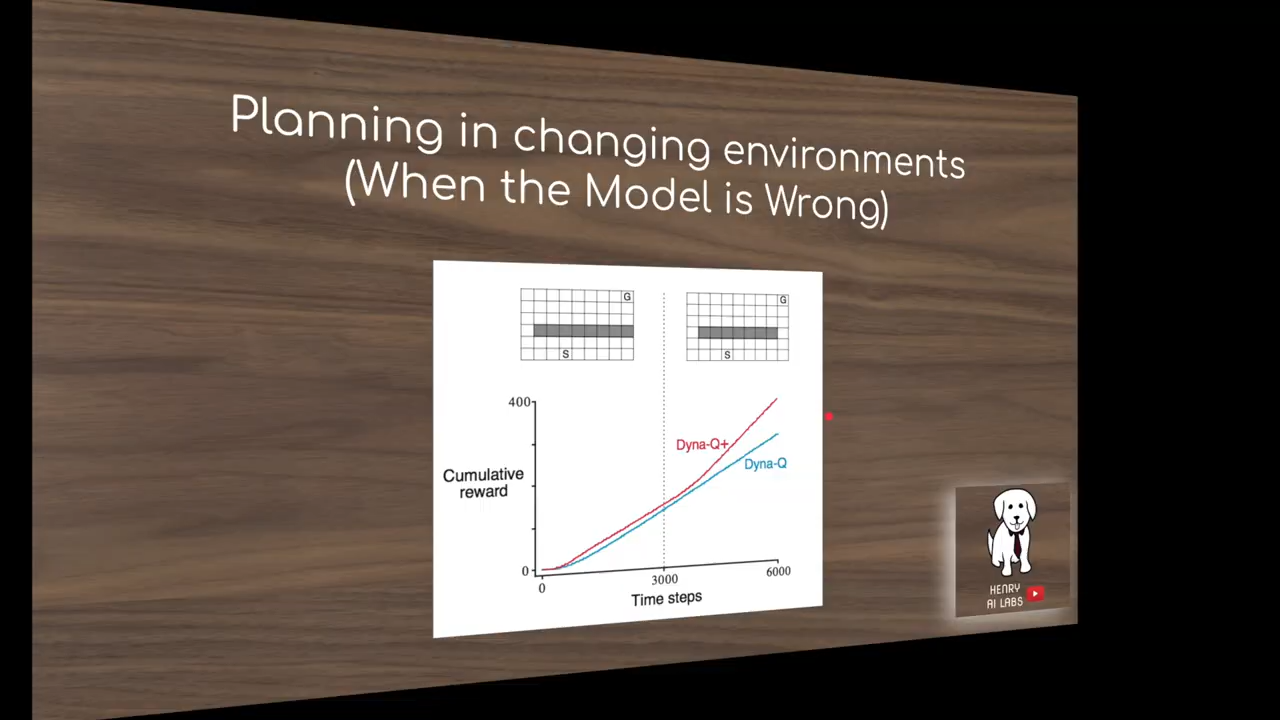 Planning in changing environments
(When the Model is Wrong)
G
G
S
S
400
Dyna-Q+
Dyna-Q
Cumulative
reward
0
0
3000
6000
Time steps
HENRY
AI LABS